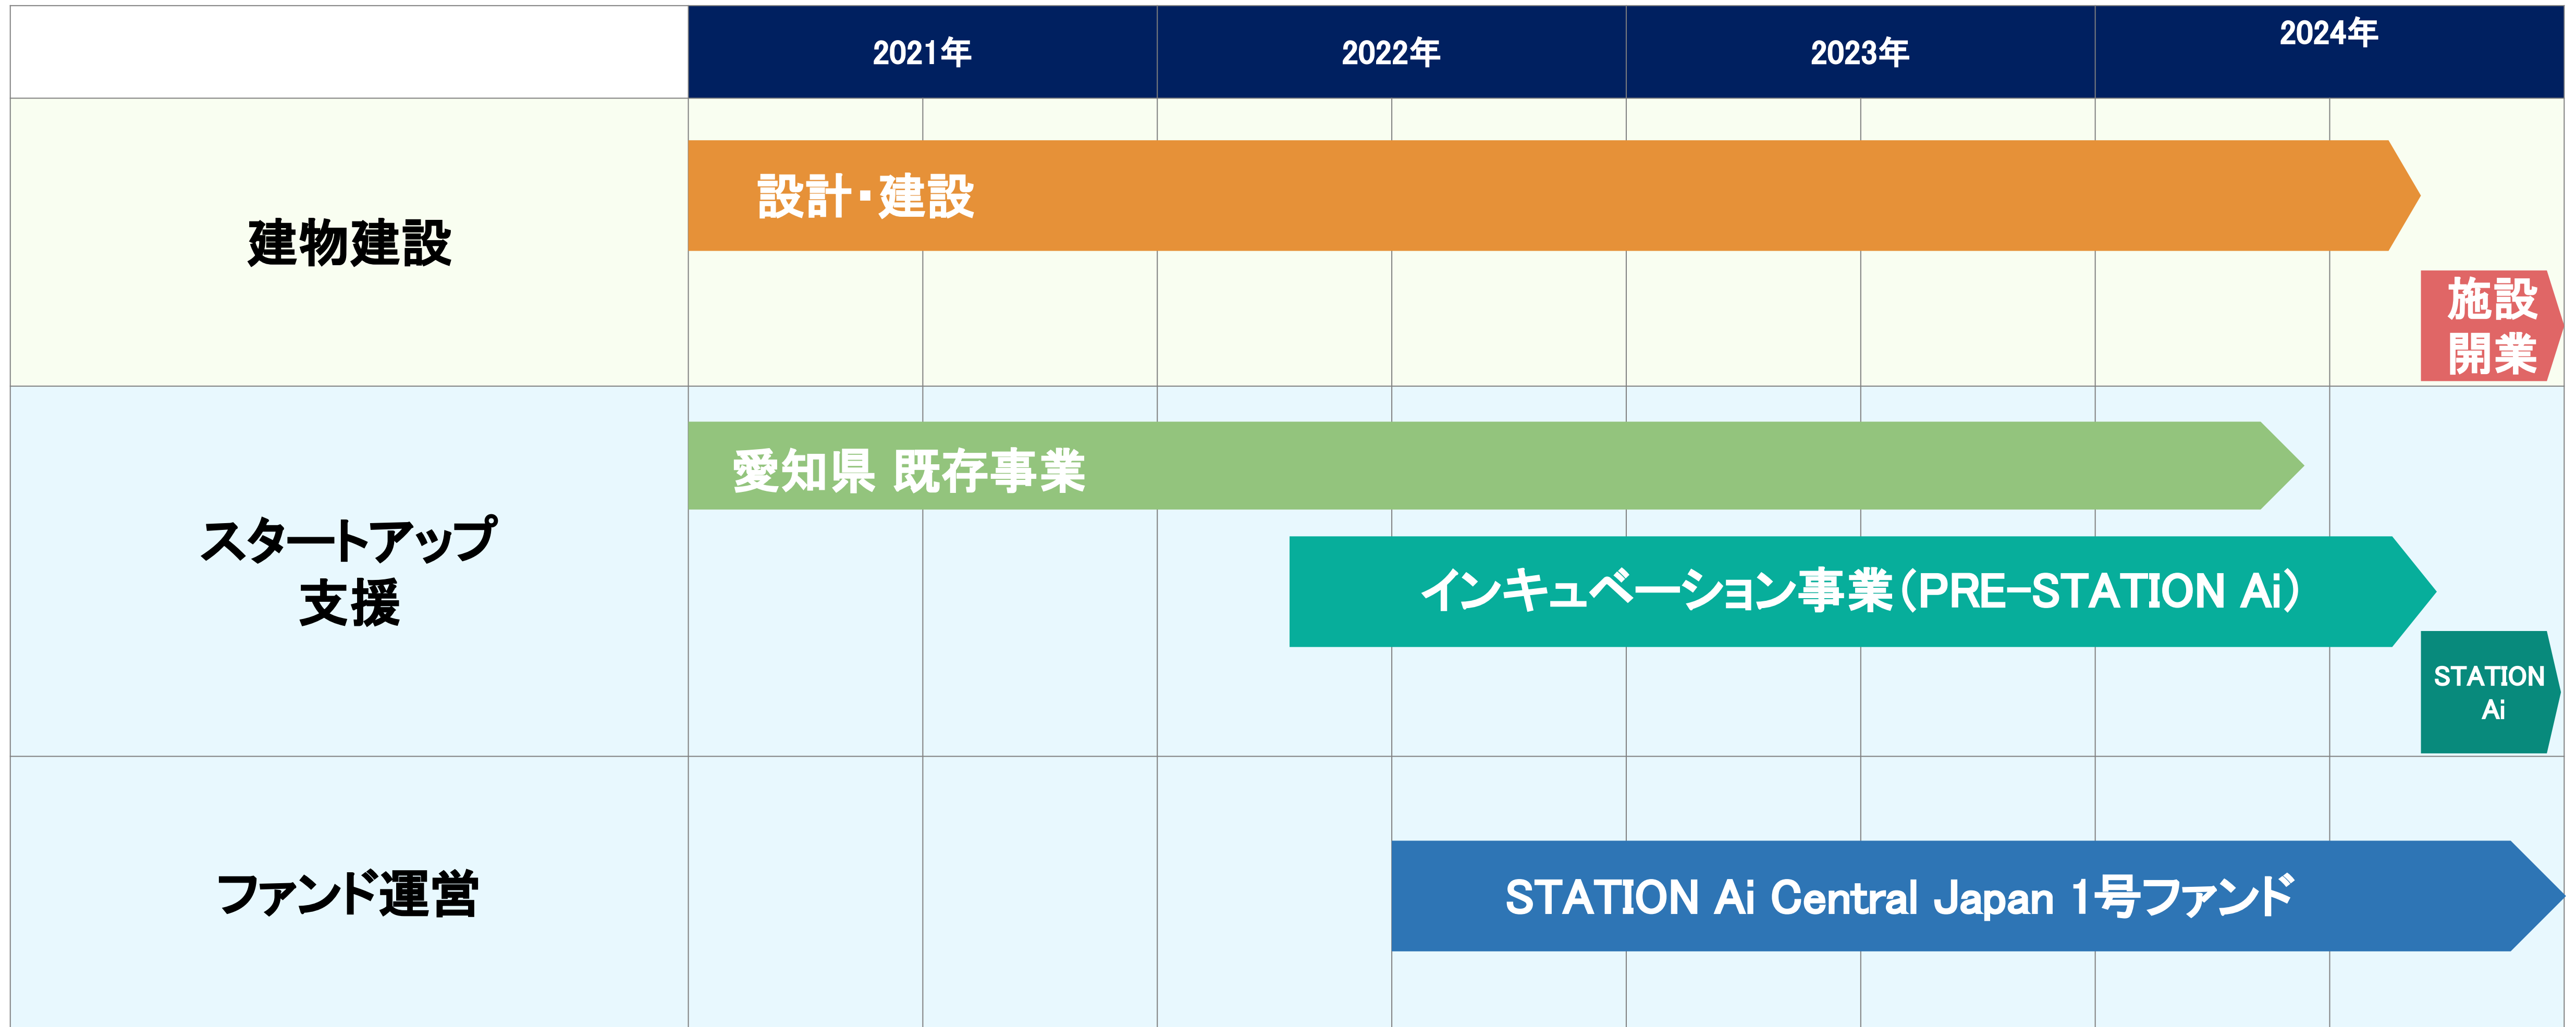 2021年
2022年
2023年
2024年
建物建設
設計・建設
施設
開業
スタートアップ
支援
愛知県 既存事業
インキュベーション事業（PRE-STATION Ai）
STATION
Ai
ファンド運営
STATION Ai Central Japan 1号ファンド